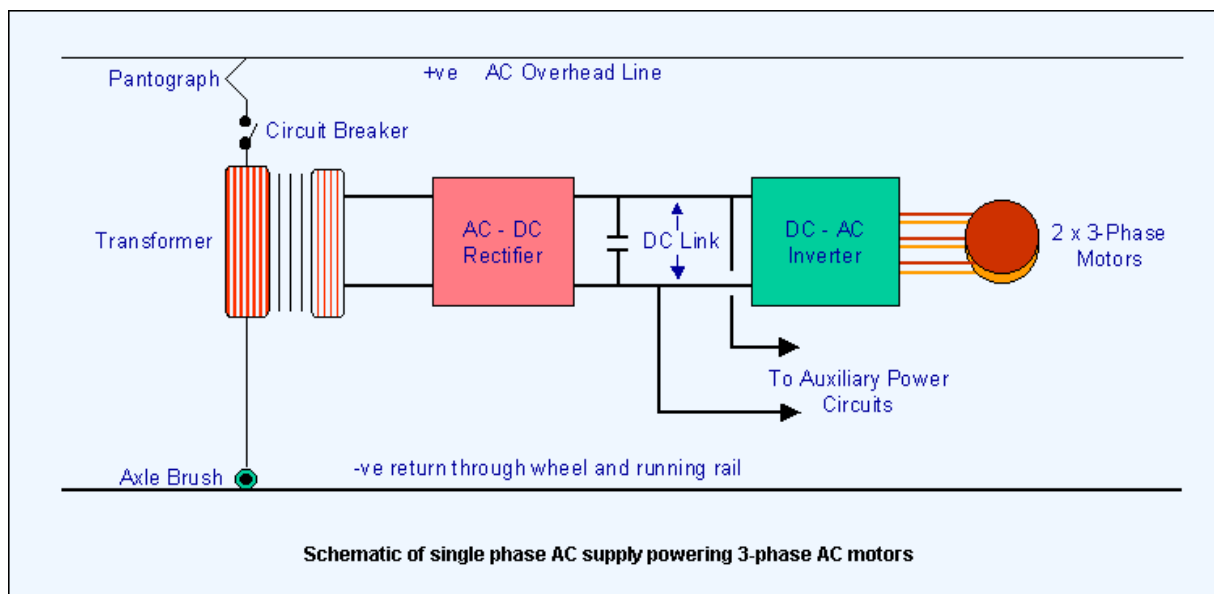 +ve AC Overhead Line
Pantograph
Circuit Breaker
Transformer
AC - DC
Rectifier
DC Link
DC - AC
Inverter
2 x 3-Phase
Motors
To Auxiliary Power
Circuits
Axle Brush
-ve return through wheel and running rail
Schematic of single phase AC supply powering 3-phase AC motors